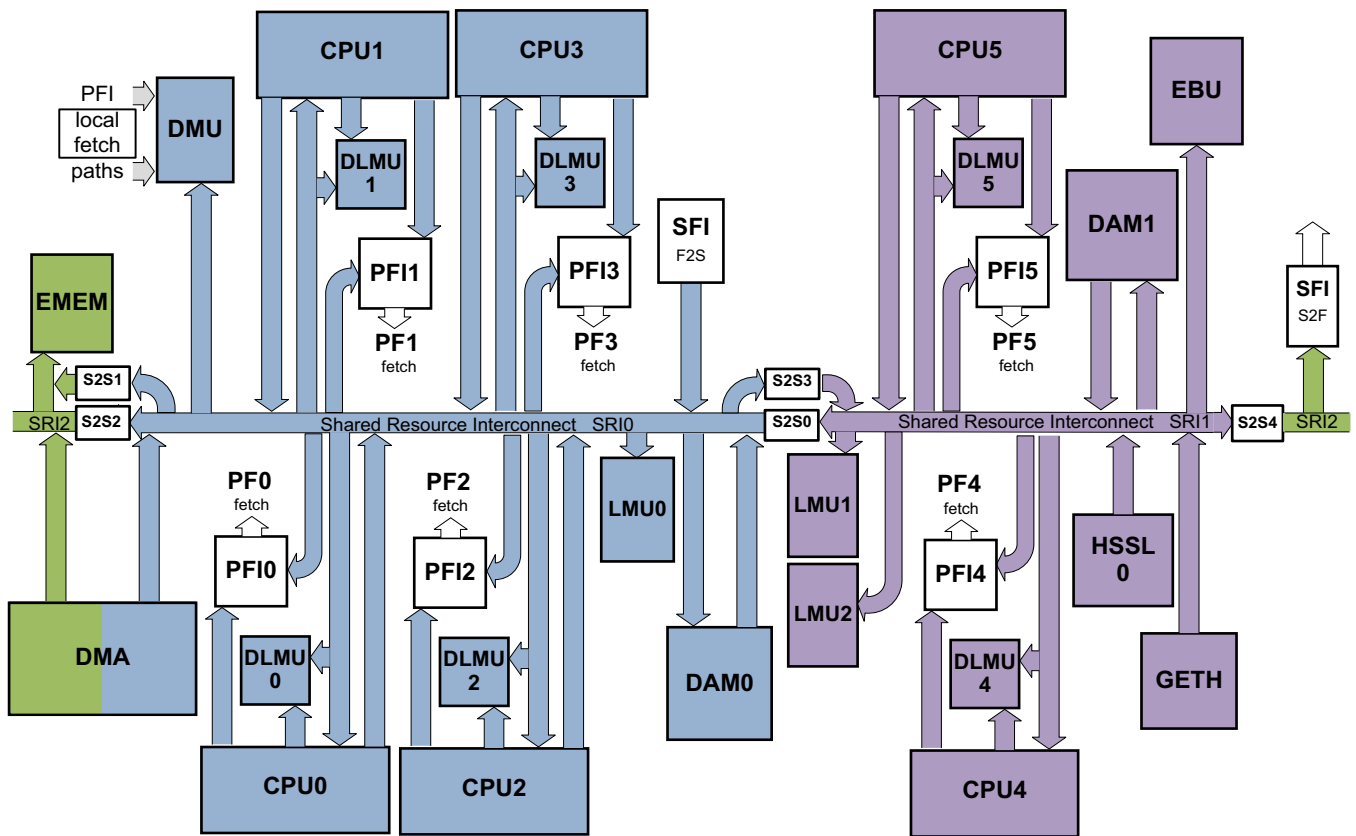 CPU1
CPU3
CPU5
EBU
PFI
local
fetch
paths
DMU
DLMU
1
DLMU
3
DLMU
5
DAM1
SFI
F2S
PFI1
PFI3
PFI5
EMEM
SFI
S2F
PF1
fetch
PF3
fetch
PF5
fetch
S2S1
S2S3
SRI2
S2S2
Shared Resource Interconnect SRI0
S2S0
Shared Resource Interconnect SRI1
S2S4
SRI2
PF0
fetch
PF2
fetch
LMU0
LMU1
PF4
fetch
PFI0
PFI2
PFI4
HSSL
0
LMU2
DMA
DLMU
0
DLMU
2
DAM0
DLMU
4
GETH
CPU0
CPU2
CPU4